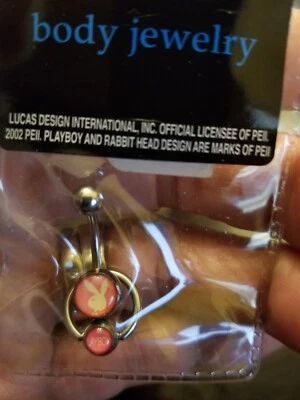 body jewelry
LUCAS DESIGN INTERNATIONAL, INC. OFFICIAL LICENSEE OF PEII.
2002 PEII. PLAYBOY AND RABBIT HEAD DESIGN ARE MARKS OF PEII